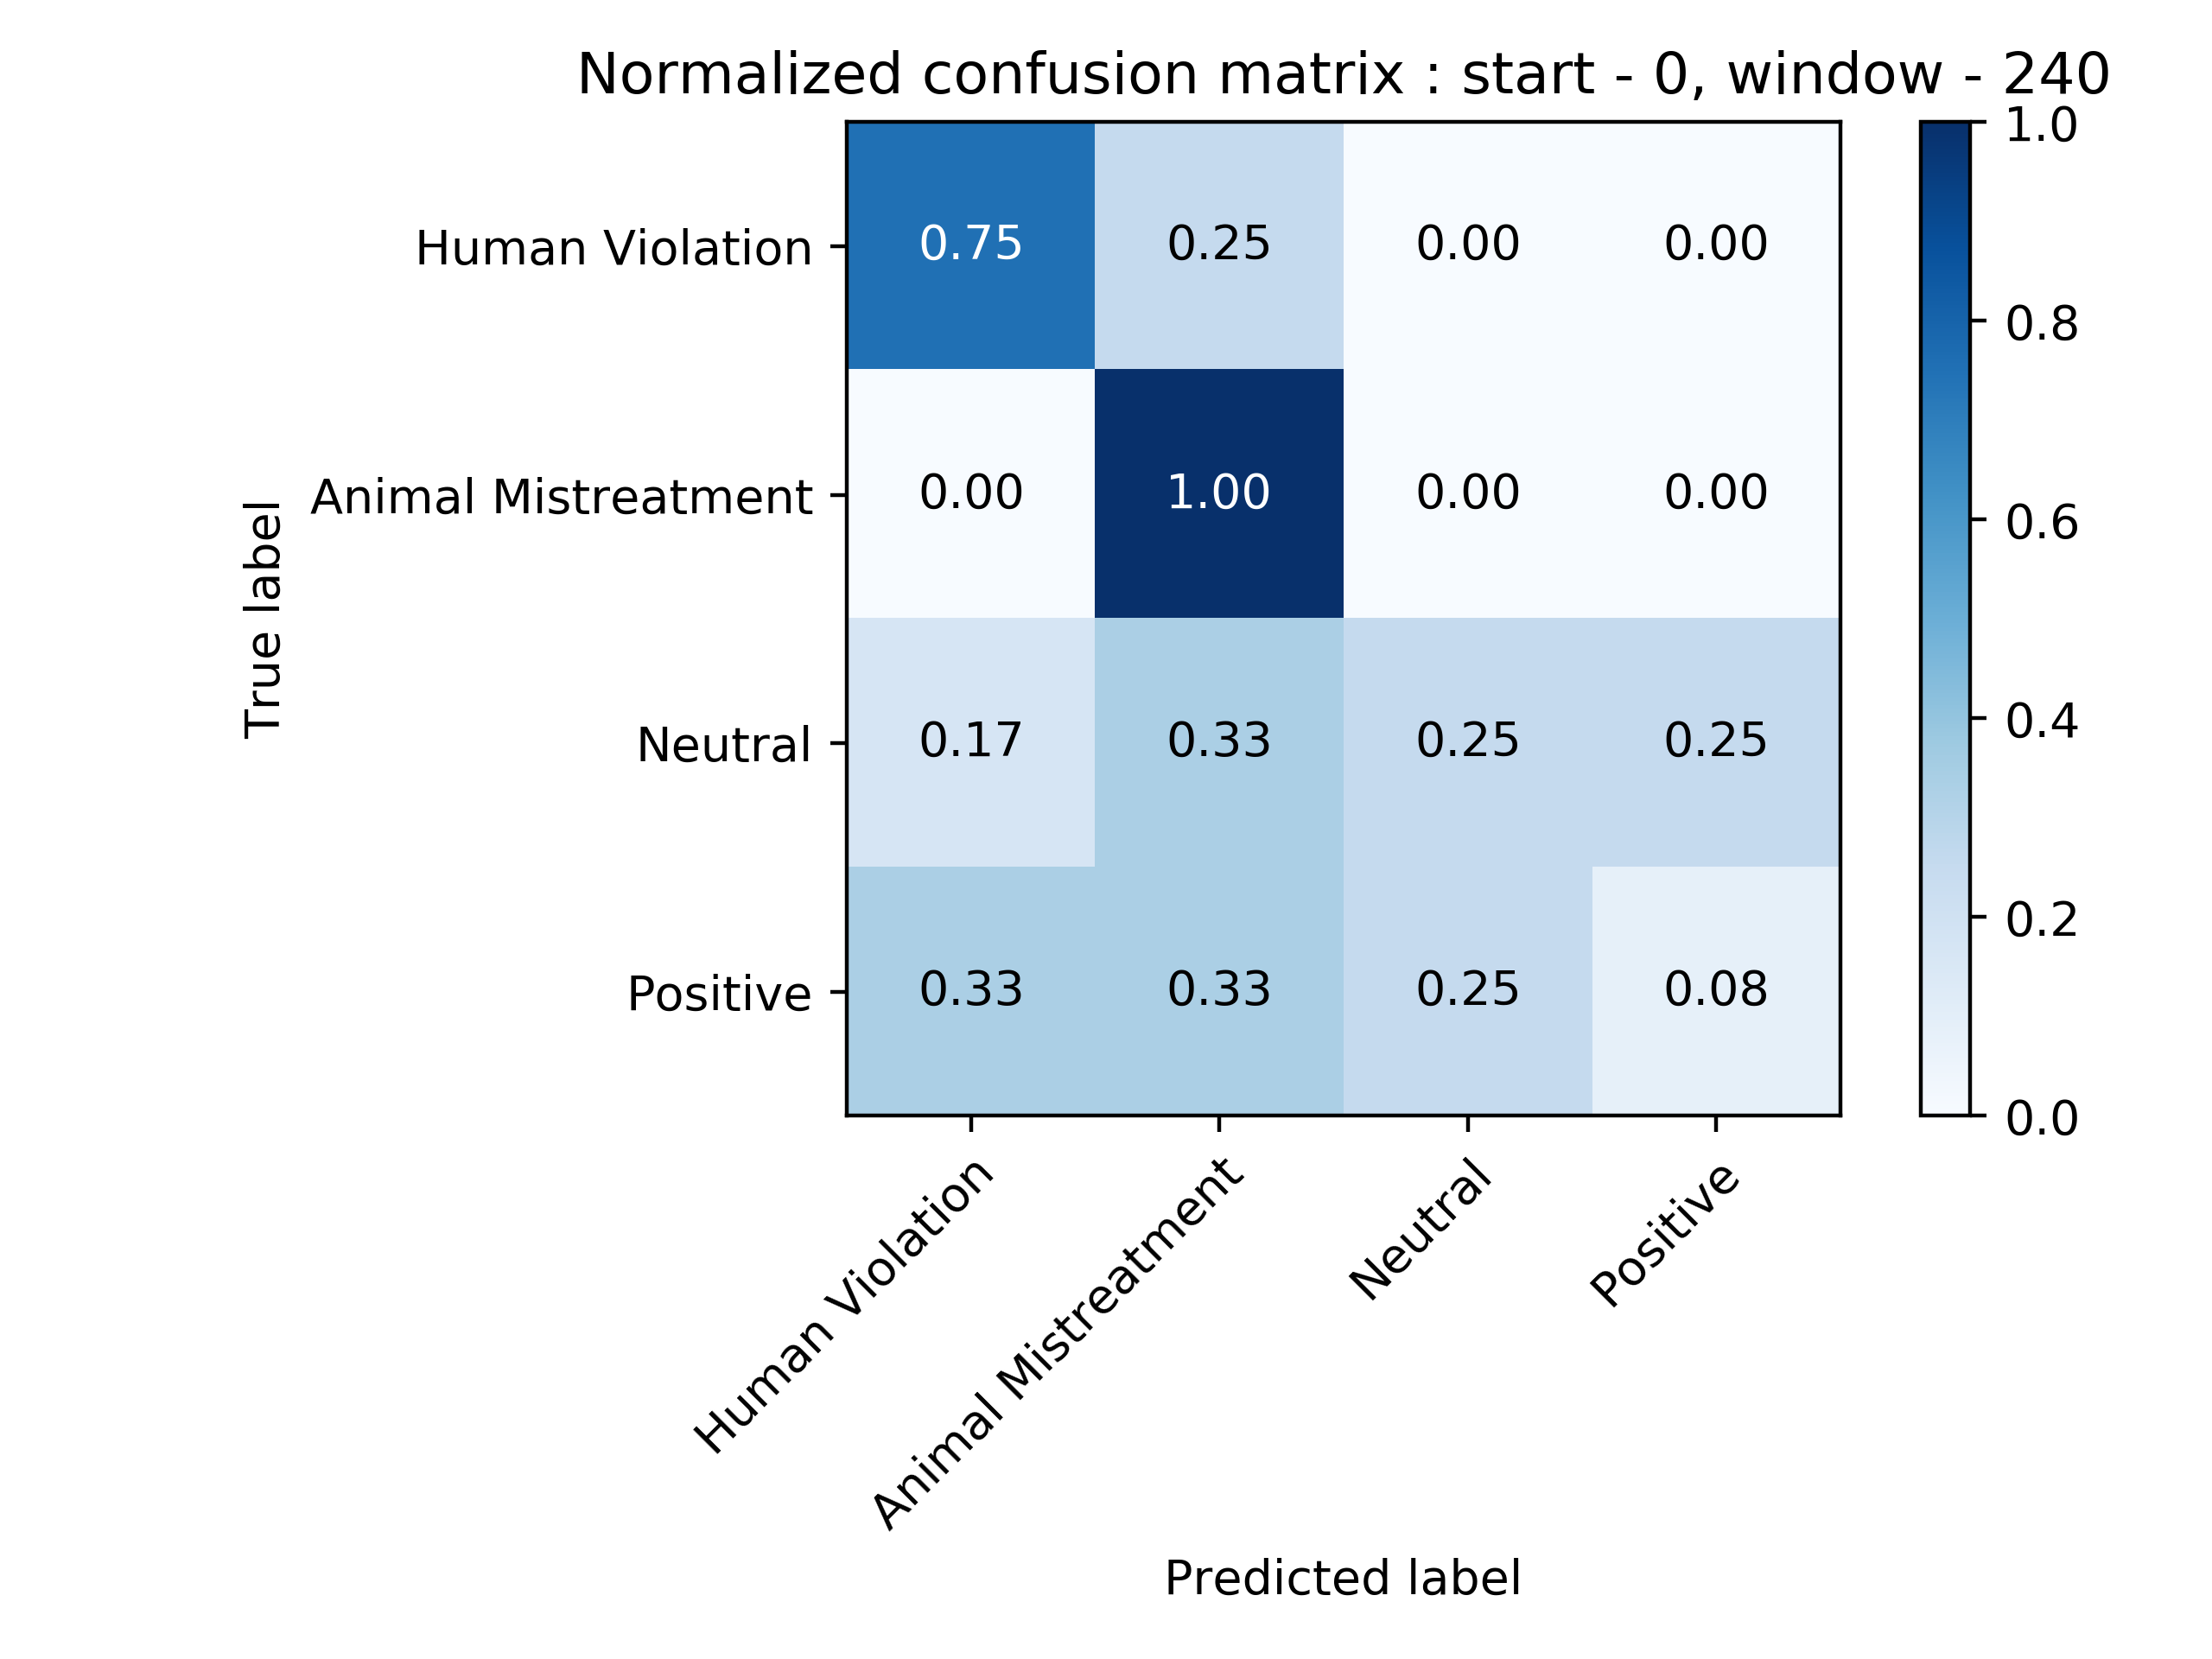 Normalized confusion matrix : start - 0, window - 240
True label
Human Violation
0.75 0.25 0.00 0.00
Animal Mistreatment
0.00 1.00 0.00 0.00
Neutral
0.17 0.33 0.25 0.25
Positive
0.33 0.33 0.25 0.08
Human Violation
Animal Mistreatment
Neutral
Positive
Predicted label
1.0
0.8
0.6
0.4
0.2
0.0